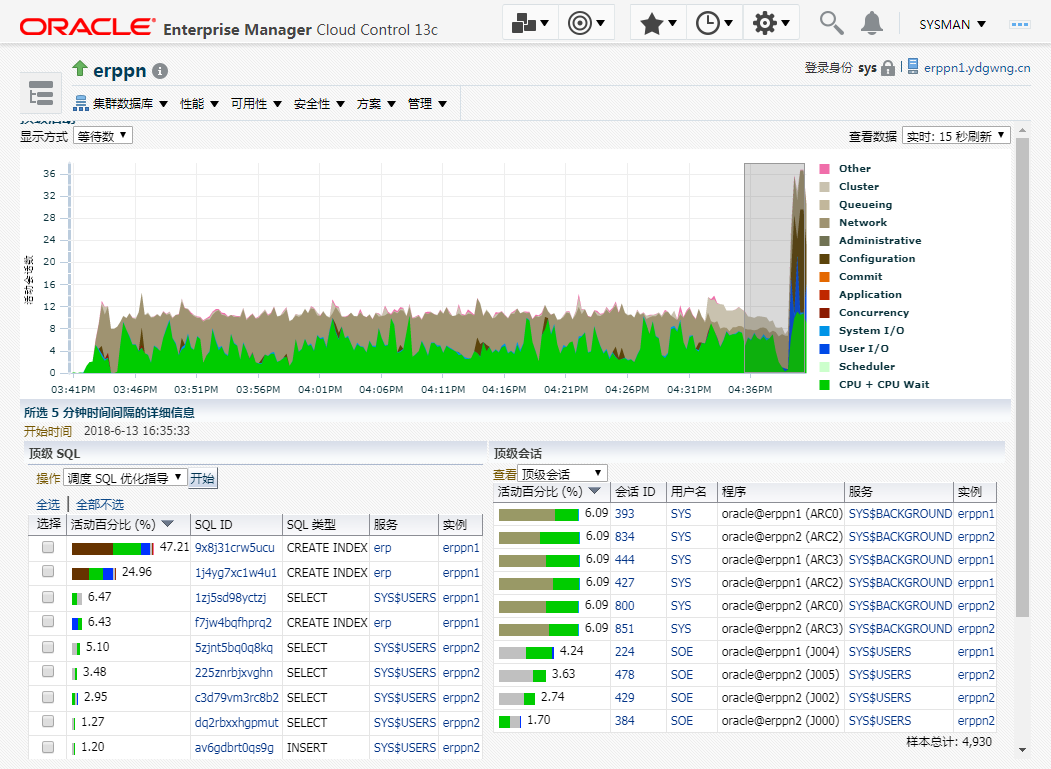 ORACLE® Enterprise Manager Cloud Control 13c
SYSMAN
erppn
登录身份 sys erppn1.ydgwng.cn
集群数据库 性能 可用性 安全性 方案 管理
顶级活动
显示方式 等待数
查看数据 实时: 15 秒刷新
活动会话数
36
32
28
24
20
16
12
8
4
0
03:41PM 03:46PM 03:51PM 03:56PM 04:01PM 04:06PM 04:11PM 04:16PM 04:21PM 04:26PM 04:31PM 04:36PM
Other
Cluster
Queueing
Network
Administrative
Configuration
Commit
Application
Concurrency
System I/O
User I/O
Scheduler
CPU + CPU Wait
所选 5 分钟时间间隔的详细信息
开始时间 2018-6-13 16:35:33
顶级 SQL
操作 调度 SQL 优化指导 开始
全选 全部不选
选择 活动百分比 (%) SQL ID SQL 类型 服务 实例
47.21 9x8j31crw5ucu CREATE INDEX erp erppn1
24.96 1j4yg7xc1w4u1 CREATE INDEX erp erppn1
6.47 1zj5sd98yctzj SELECT SYS$USERS erppn1
6.43 f7jw4bqfhprq2 CREATE INDEX erp erppn1
5.10 5zjnt5bq0q8kq SELECT SYS$USERS erppn2
3.48 225znrbjxvghn SELECT SYS$USERS erppn2
2.95 c3d79vm3rc8b2 SELECT SYS$USERS erppn2
1.27 dq2rbxxhgpmut SELECT SYS$USERS erppn2
1.20 av6gdbrt0qs9g INSERT SYS$USERS erppn2
顶级会话
查看 顶级会话
活动百分比 (%) 会话 ID 用户名 程序 服务 实例
6.09 393 SYS oracle@erppn1 (ARC0) SYS$BACKGROUND erppn1
6.09 834 SYS oracle@erppn2 (ARC2) SYS$BACKGROUND erppn2
6.09 444 SYS oracle@erppn1 (ARC3) SYS$BACKGROUND erppn1
6.09 427 SYS oracle@erppn1 (ARC2) SYS$BACKGROUND erppn1
6.09 800 SYS oracle@erppn2 (ARC0) SYS$BACKGROUND erppn2
6.09 851 SYS oracle@erppn2 (ARC3) SYS$BACKGROUND erppn2
4.24 224 SOE oracle@erppn1 (J004) SYS$USERS erppn1
3.63 478 SOE oracle@erppn2 (J005) SYS$USERS erppn2
2.74 429 SOE oracle@erppn2 (J002) SYS$USERS erppn2
1.70 384 SOE oracle@erppn2 (J000) SYS$USERS erppn2
样本总计: 4,930